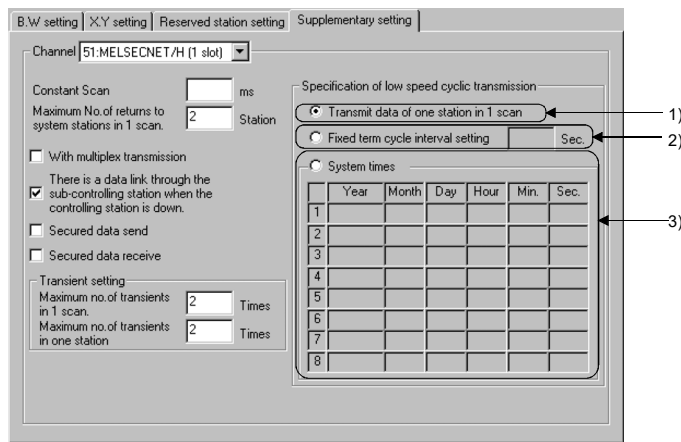 B.W setting X.Y setting Reserved station setting Supplementary setting
Channel 51:MELSECNET/H (1 slot)
Constant Scan ms
Maximum No.of returns to
system stations in 1 scan. 2 Station
With multiplex transmission
There is a data link through the
sub-controlling station when the
controlling station is down.
Secured data send
Secured data receive
Transient setting
Maximum no.of transients
in 1 scan. 2 Times
Maximum no.of transients
in one station 2 Times
Specification of low speed cyclic transmission
Transmit data of one station in 1 scan 1)
Fixed term cycle interval setting Sec. 2)
System times
Year Month Day Hour Min. Sec.
1
2
3 3)
4
5
6
7
8